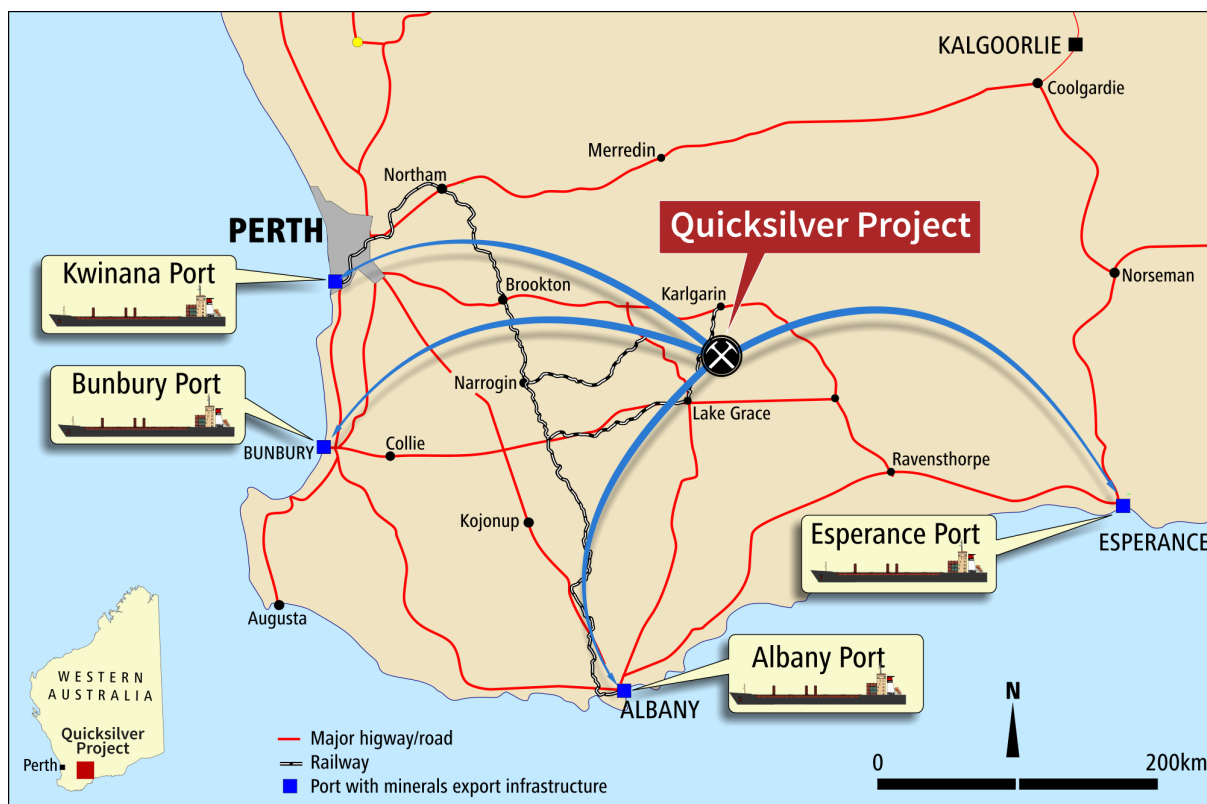 KALGOORLIE
Coolgardie
Merredin
Northam
PERTH
Quicksilver Project
Kwinana Port
Norseman
Brookton
Karlgarin
Bunbury Port
Narrogin
Lake Grace
BUNBURY
Collie
Ravensthorpe
Kojonup
Esperance Port
ESPERANCE
Augusta
Albany Port
ALBANY
WESTERN
AUSTRALIA
Quicksilver
Project
Perth
Major higway/road
Railway
Port with minerals export infrastructure
N
0 200km